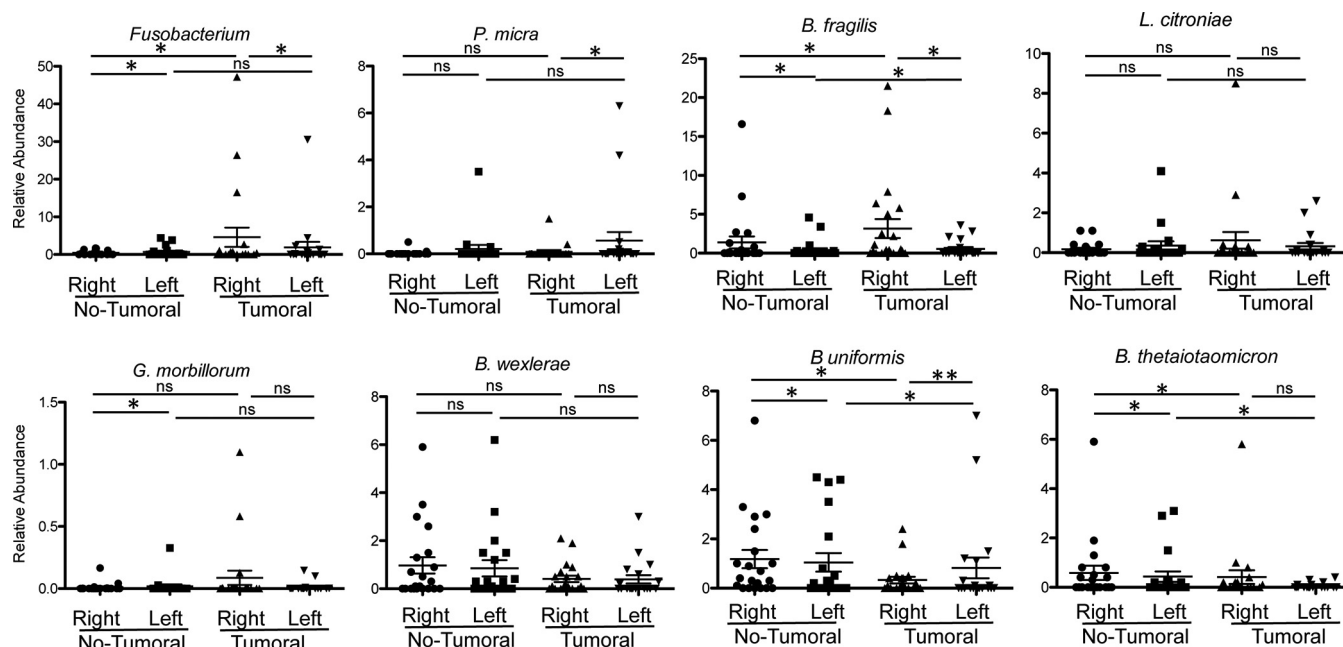 Fusobacterium
P. micra
B. fragilis
L. citroniae
* * * ns
ns * ns ns
* * * *
ns ns ns ns
Relative Abundance
50
40
30
20
10
0
8
6
4
2
0
25
20
15
10
5
0
10
8
6
4
2
0
Right Left Right Left
No-Tumoral Tumoral
Right Left Right Left
No-Tumoral Tumoral
Right Left Right Left
No-Tumoral Tumoral
Right Left Right Left
No-Tumoral Tumoral
G. morbillorum
B. wexlerae
B uniformis
B. thetaiotaomicron
ns ns * ns
ns ns ns ns
* ** * *
* ns * *
Relative Abundance
1.5
1.0
0.5
0.0
8
6
4
2
0
8
6
4
2
0
8
6
4
2
0
Right Left Right Left
No-Tumoral Tumoral
Right Left Right Left
No-Tumoral Tumoral
Right Left Right Left
No-Tumoral Tumoral
Right Left Right Left
No-Tumoral Tumoral